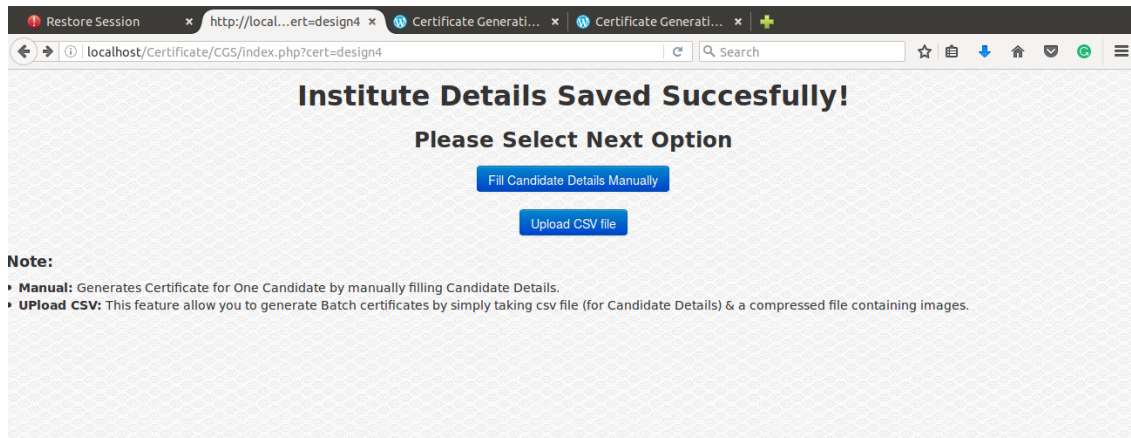 Restore Session
http://local...ert=design4
Certificate Generati...
Certificate Generati...
localhost/Certificate/CGS/index.php?cert=design4
Search
Institute Details Saved Succesfully!
Please Select Next Option
Fill Candidate Details Manually
Upload CSV file
Note:
• Manual: Generates Certificate for One Candidate by manually filling Candidate Details.
• UPload CSV: This feature allow you to generate Batch certificates by simply taking csv file (for Candidate Details) & a compressed file containing images.